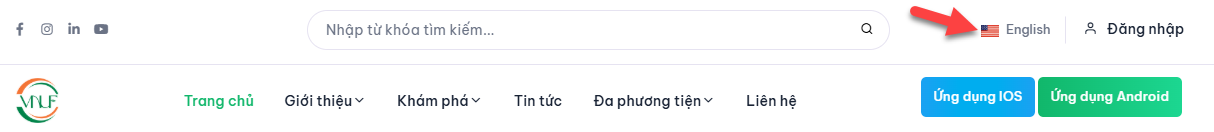 Nhập từ khóa tìm kiếm... English Đăng nhập
VNUF Trang chủ Giới thiệu Khám phá Tin tức Đa phương tiện Liên hệ Ứng dụng IOS Ứng dụng Android